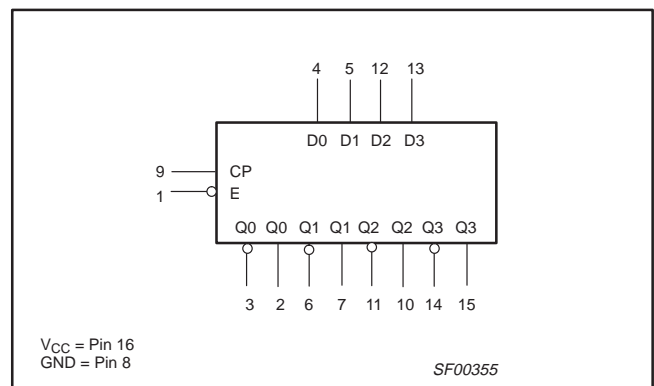 4 5 12 13
D0 D1 D2 D3
9 CP
1 E
Q0 Q0 Q1 Q1 Q2 Q2 Q3 Q3
3 2 6 7 11 10 14 15
VCC = Pin 16
GND = Pin 8
SF00355